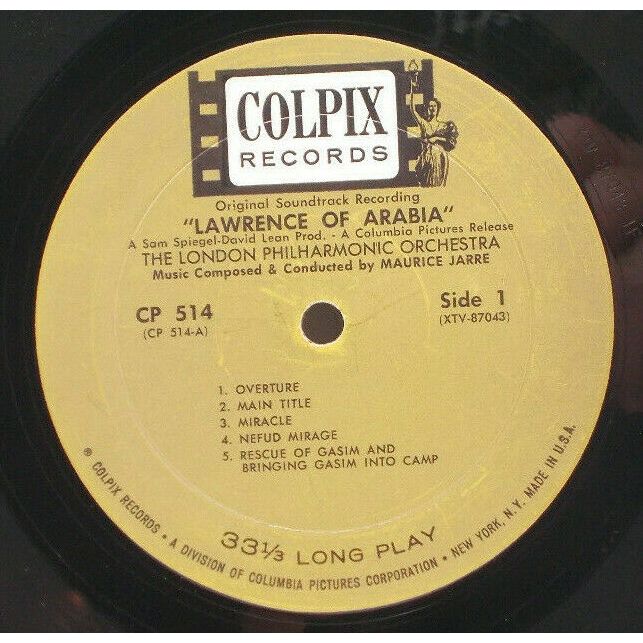 COLPIX
RECORDS
Original Soundtrack Recording
"LAWRENCE OF ARABIA"
A Sam Spiegel-David Lean Prod. - A Columbia Pictures Release
THE LONDON PHILHARMONIC ORCHESTRA
Music Composed & Conducted by MAURICE JARRE
CP 514
(CP 514-A)
Side 1
(XTV-87043)
1. OVERTURE
2. MAIN TITLE
3. MIRACLE
4. NEFUD MIRAGE
5. RESCUE OF GASIM AND
BRINGING GASIM INTO CAMP
33⅓ LONG PLAY
® COLPIX RECORDS • A DIVISION OF COLUMBIA PICTURES CORPORATION • NEW YORK, N.Y. MADE IN U.S.A.